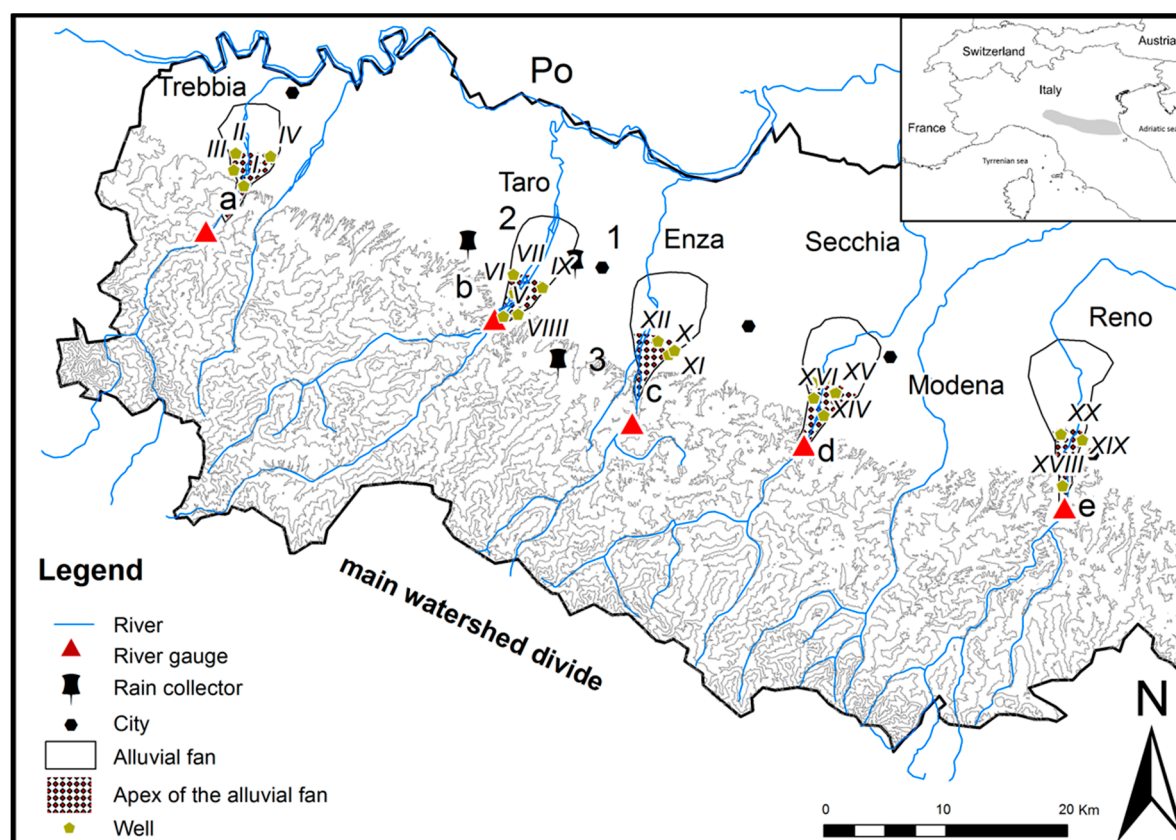 Po
Trebbia
II
IV
III
I
a
Taro
2
1
VII
VI
IX
b
V
VIIII
3
Enza
XII
X
XI
c
Secchia
XVI
XV
XIV
d
Modena
Reno
XX
XIX
XVIII
e
Switzerland
Austria
Italy
France
Adriatic sea
Tyrrenian sea
main watershed divide
Legend
River
River gauge
Rain collector
City
Alluvial fan
Apex of the alluvial fan
Well
N
0 10 20 Km